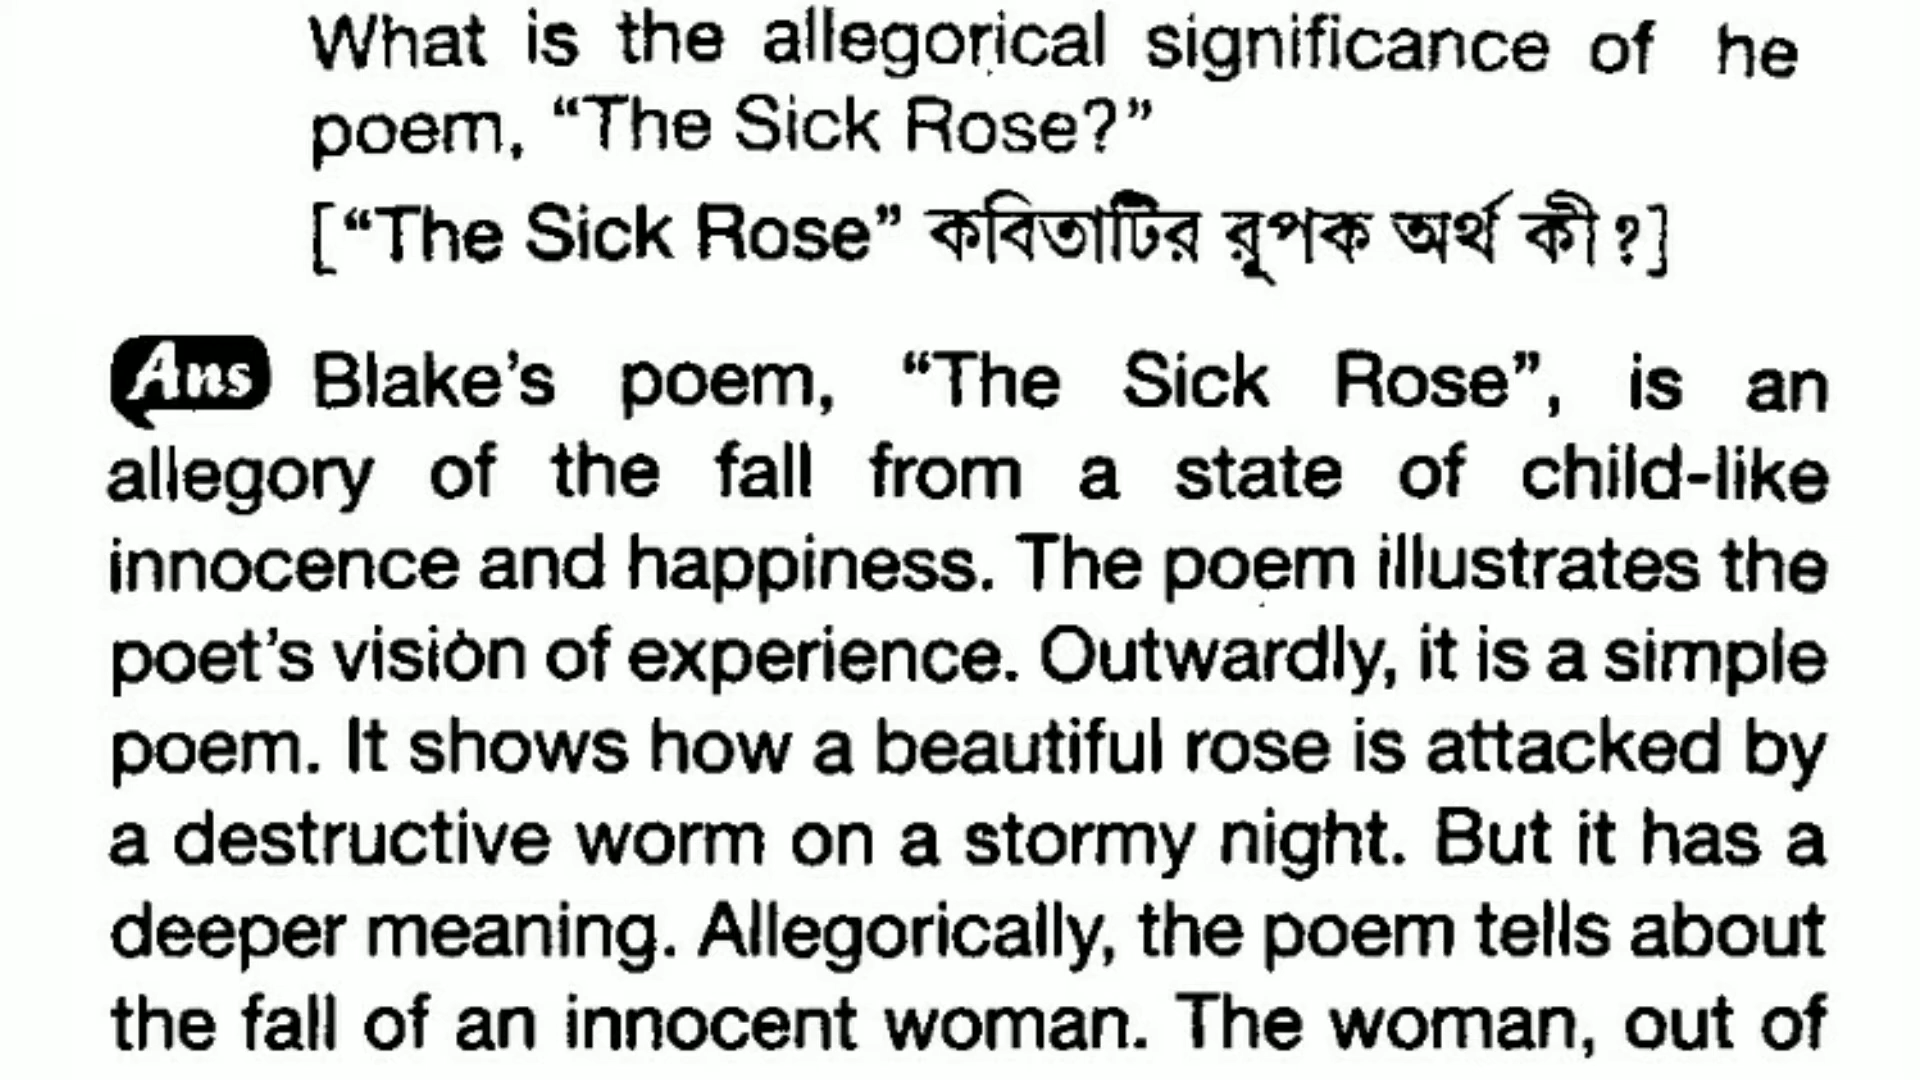 What is the allegorical significance of he
poem, “The Sick Rose?”
[“The Sick Rose” কবিতাটির রূপক অর্থ কী ?]
Ans Blake’s poem, “The Sick Rose”, is an
allegory of the fall from a state of child-like
innocence and happiness. The poem illustrates the
poet’s vision of experience. Outwardly, it is a simple
poem. It shows how a beautiful rose is attacked by
a destructive worm on a stormy night. But it has a
deeper meaning. Allegorically, the poem tells about
the fall of an innocent woman. The woman, out of